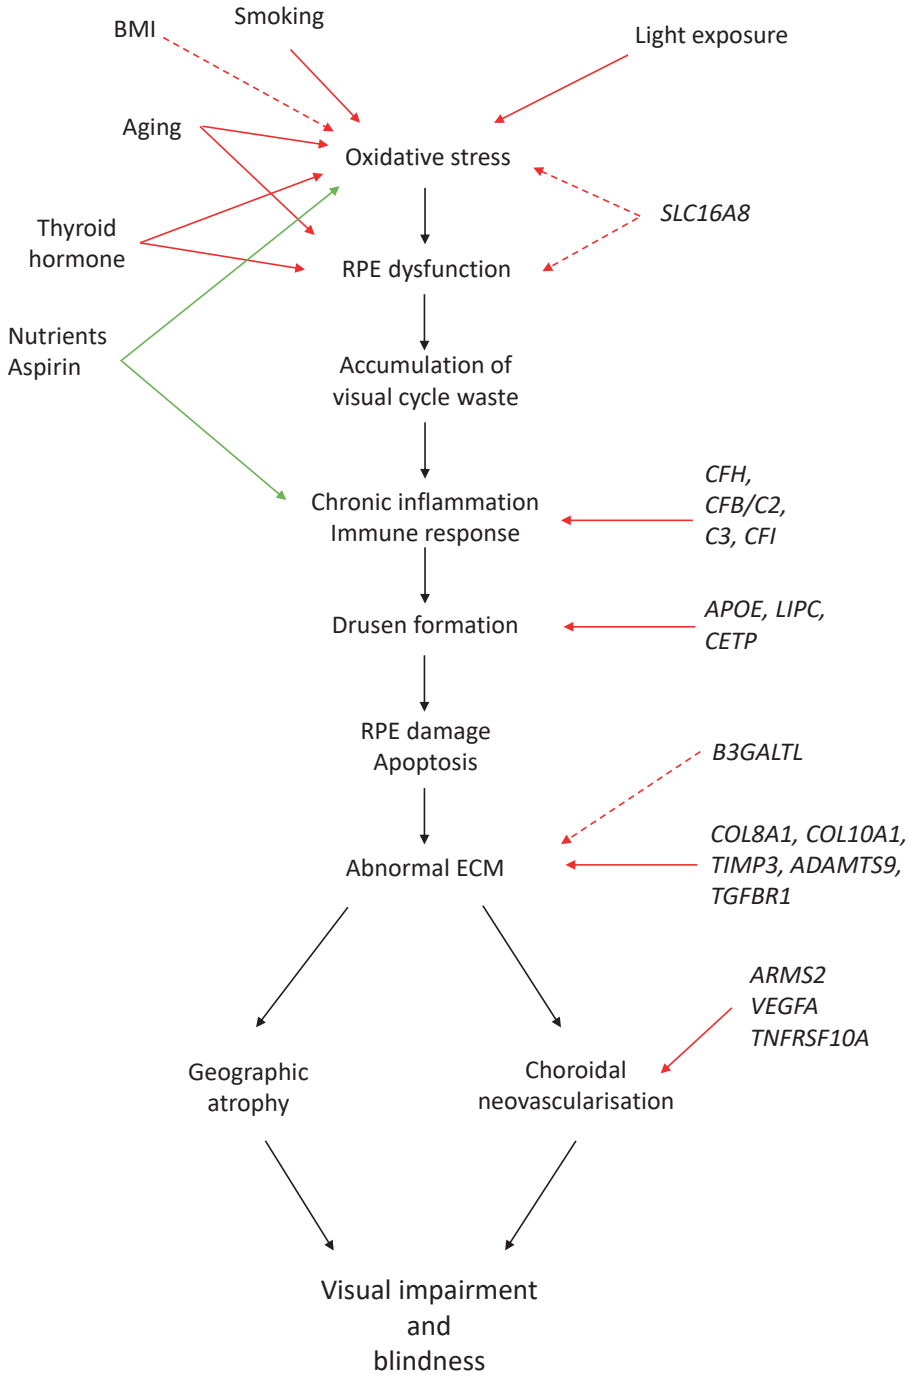 Smoking
BMI
Light exposure
Aging
Oxidative stress
SLC16A8
Thyroid
hormone
RPE dysfunction
Nutrients
Aspirin
Accumulation of
visual cycle waste
CFH,
CFB/C2,
C3, CFI
Chronic inflammation
Immune response
APOE, LIPC,
CETP
Drusen formation
RPE damage
Apoptosis
B3GALTL
COL8A1, COL10A1,
TIMP3, ADAMTS9,
TGFBR1
Abnormal ECM
ARMS2
VEGFA
TNFRSF10A
Geographic
atrophy
Choroidal
neovascularisation
Visual impairment
and
blindness